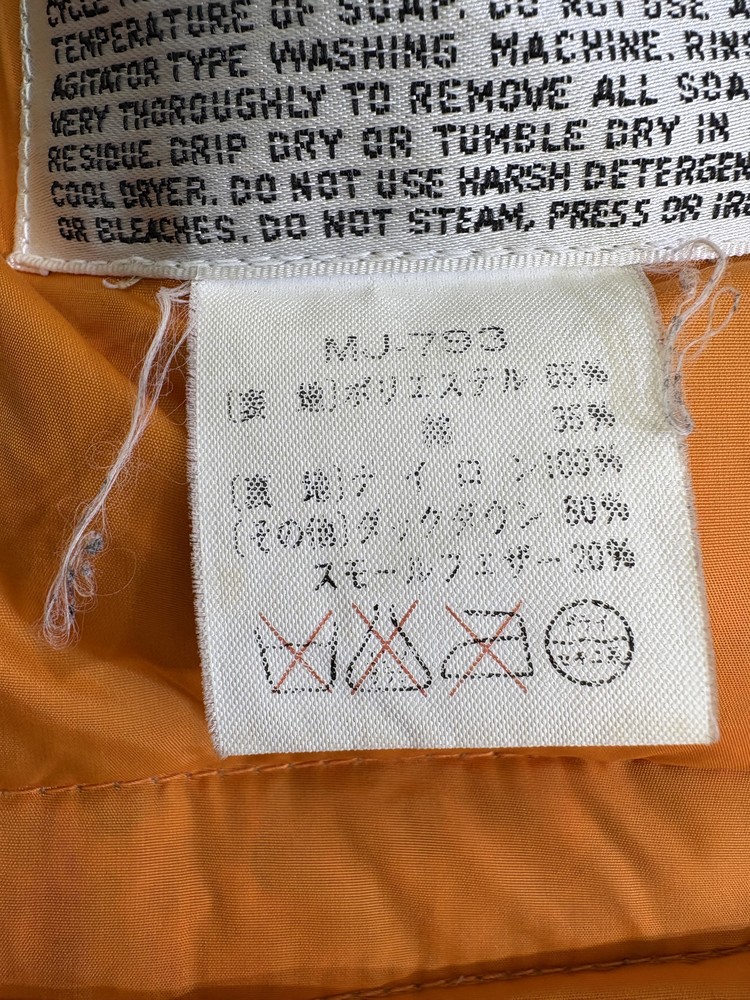 TEMPERATURE OF SOAP. DO NOT USE A
AGITATOR TYPE WASHING MACHINE. RINS
VERY THOROUGHLY TO REMOVE ALL SOA
RESIDUE. DRIP DRY OR TUMBLE DRY IN
COOL DRYER. DO NOT USE HARSH DETERGEN
OR BLEACHES. DO NOT STEAM, PRESS OR IR
MJ-793
(表 地)ポリエステル 65%
綿 35%
(裏 地)ナイロン100%
(その他)ダックダウン 80%
スモールフェザー 20%